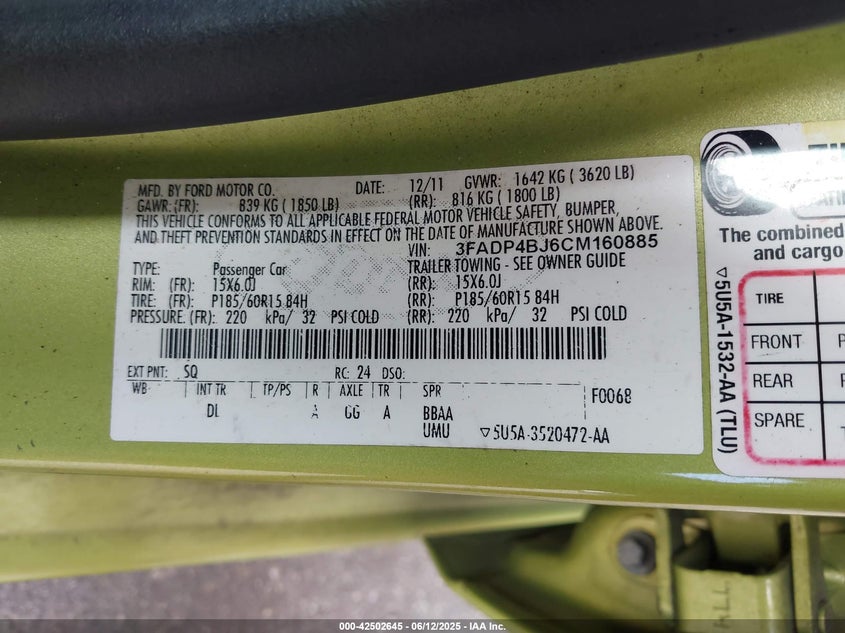 MFD. BY FORD MOTOR CO. DATE: 12/11 GVWR: 1642 KG ( 3620 LB)
GAWR: (FR): 839 KG ( 1850 LB) (RR): 816 KG ( 1800 LB)
THIS VEHICLE CONFORMS TO ALL APPLICABLE FEDERAL MOTOR VEHICLE SAFETY, BUMPER,
AND THEFT PREVENTION STANDARDS IN EFFECT ON THE DATE OF MANUFACTURE SHOWN ABOVE.
VIN: 3FADP4BJ6CM160885
TYPE: Passenger Car TRAILER TOWING - SEE OWNER GUIDE
RIM: (FR): 15X6.0J (RR): 15X6.0J
TIRE: (FR): P185/60R15 84H (RR): P185/60R15 84H
PRESSURE: (FR): 220 kPa/ 32 PSI COLD (RR): 220 kPa/ 32 PSI COLD
EXT PNT: SQ RC: 24 DSO:
WB INT TR TP/PS R AXLE TR SPR F0068
DL A GG A BBAA
UMU ▽5U5A-3520472-AA
▽5U5A-1532-AA (TLU)
The combined
and cargo
TIRE
FRONT
REAR
SPARE
000-42502645 - 06/12/2025 - IAA Inc.